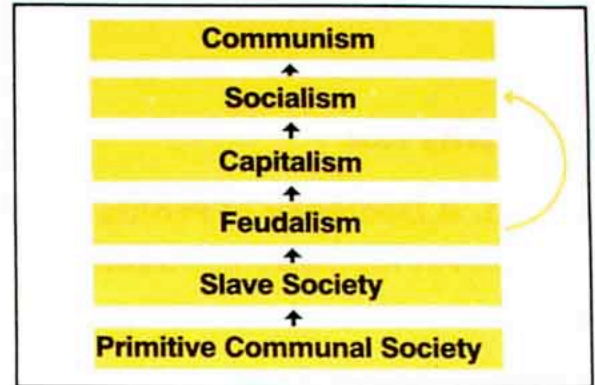 Communism
Socialism
Capitalism
Feudalism
Slave Society
Primitive Communal Society